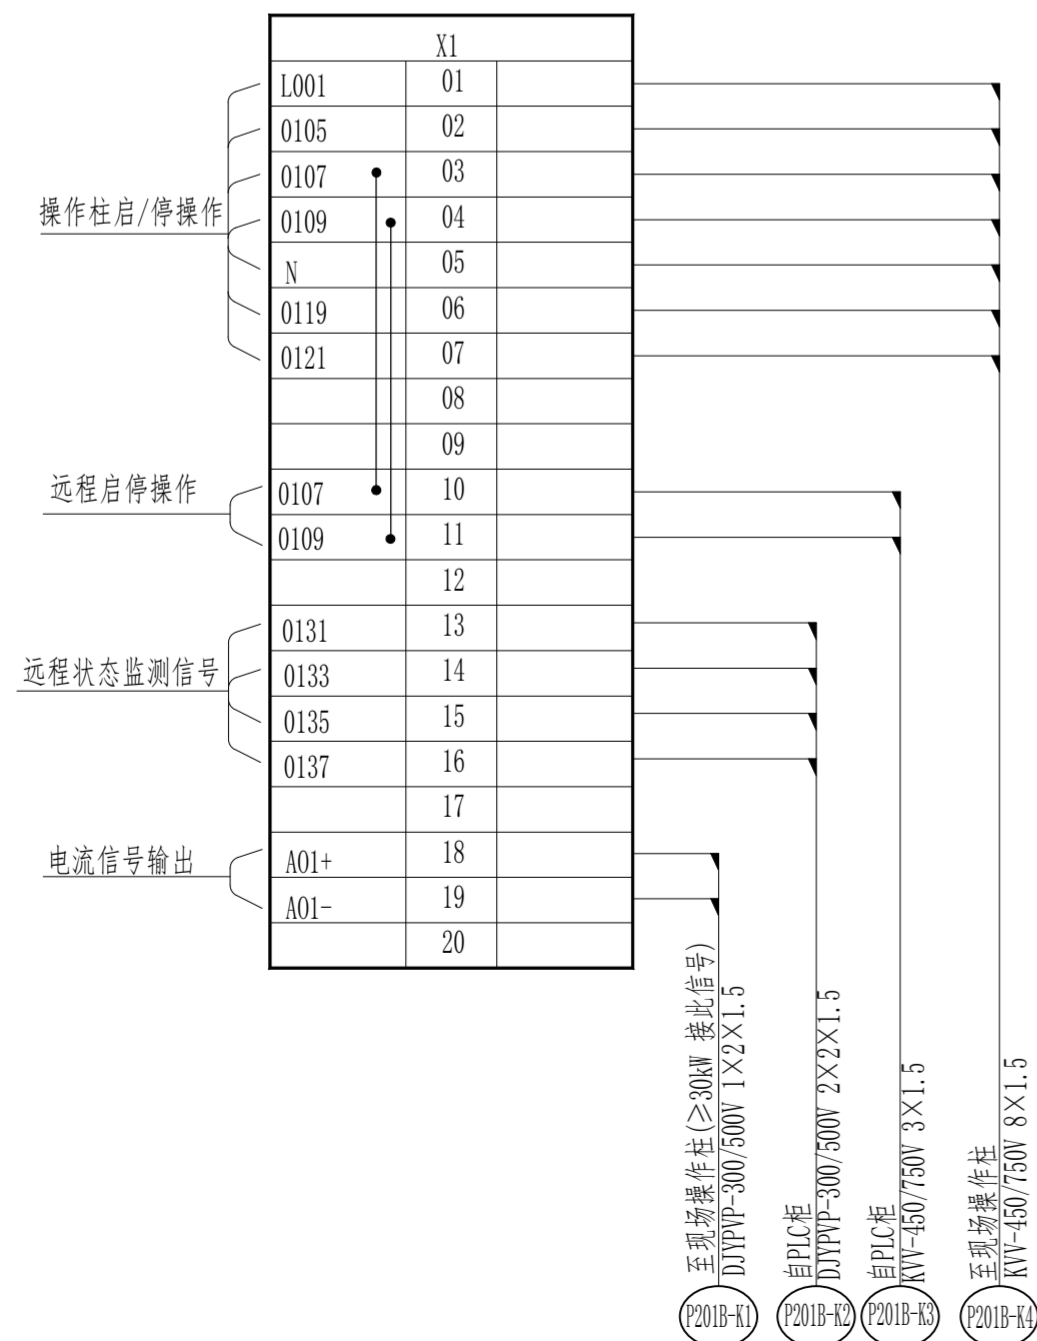 X1
L001 01
0105 02
0107 03
操作柱启/停操作
0109 04
N 05
0119 06
0121 07
08
09
远程启停操作
0107 10
0109 11
12
0131 13
远程状态监测信号
0133 14
0135 15
0137 16
17
电流信号输出
AO1+ 18
AO1- 19
20
至现场操作柱(≥30kW 接此信号)
DJYPVP-300/500V 1×2×1.5
自PLC柜
DJYPVP-300/500V 2×2×1.5
自PLC柜
KVV-450/750V 3×1.5
至现场操作柱
KVV-450/750V 8×1.5
P201B-K1
P201B-K2
P201B-K3
P201B-K4